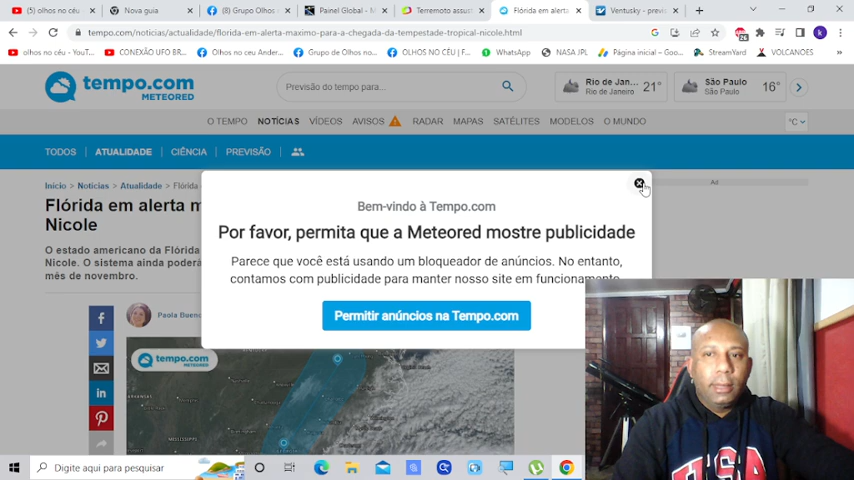 (5) olhos no céu
Nova guia
(8) Grupo Olhos
Painel Global - M
Terremoto assust
Flórida em alerta
Ventusky - previs
tempo.com/noticias/actualidade/florida-em-alerta-maximo-para-a-chegada-da-tempestade-tropical-nicole.html
olhos no céu - YouT...
CONEXÃO UFO BR...
Olhos no ceu Ander...
Grupo de Olhos no...
OLHOS NO CÉU | F...
WhatsApp
NASA JPL
Página inicial – G...
StreamYard
VOLCANOES
tempo.com
METEORED
Previsão do tempo para...
Rio de Jan...
Rio de Janeiro
21°
São Paulo
São Paulo
16°
O TEMPO NOTÍCIAS VÍDEOS AVISOS RADAR MAPAS SATÉLITES MODELOS O MUNDO
°C
TODOS ATUALIDADE CIÊNCIA PREVISÃO
Início > Notícias > Atualidade > Flórida
Ad
Flórida em alerta m
Nicole
O estado americano da Flórida
Nicole. O sistema ainda poderá
mês de novembro.
Bem-vindo à Tempo.com
Por favor, permita que a Meteored mostre publicidade
Parece que você está usando um bloqueador de anúncios. No entanto,
contamos com publicidade para manter nosso site em funcionamento.
Permitir anúncios na Tempo.com
Paola Bueno
tempo.com
METEORED
ARKANSAS
MISSISSIPPI
USA
Digite aqui para pesquisar